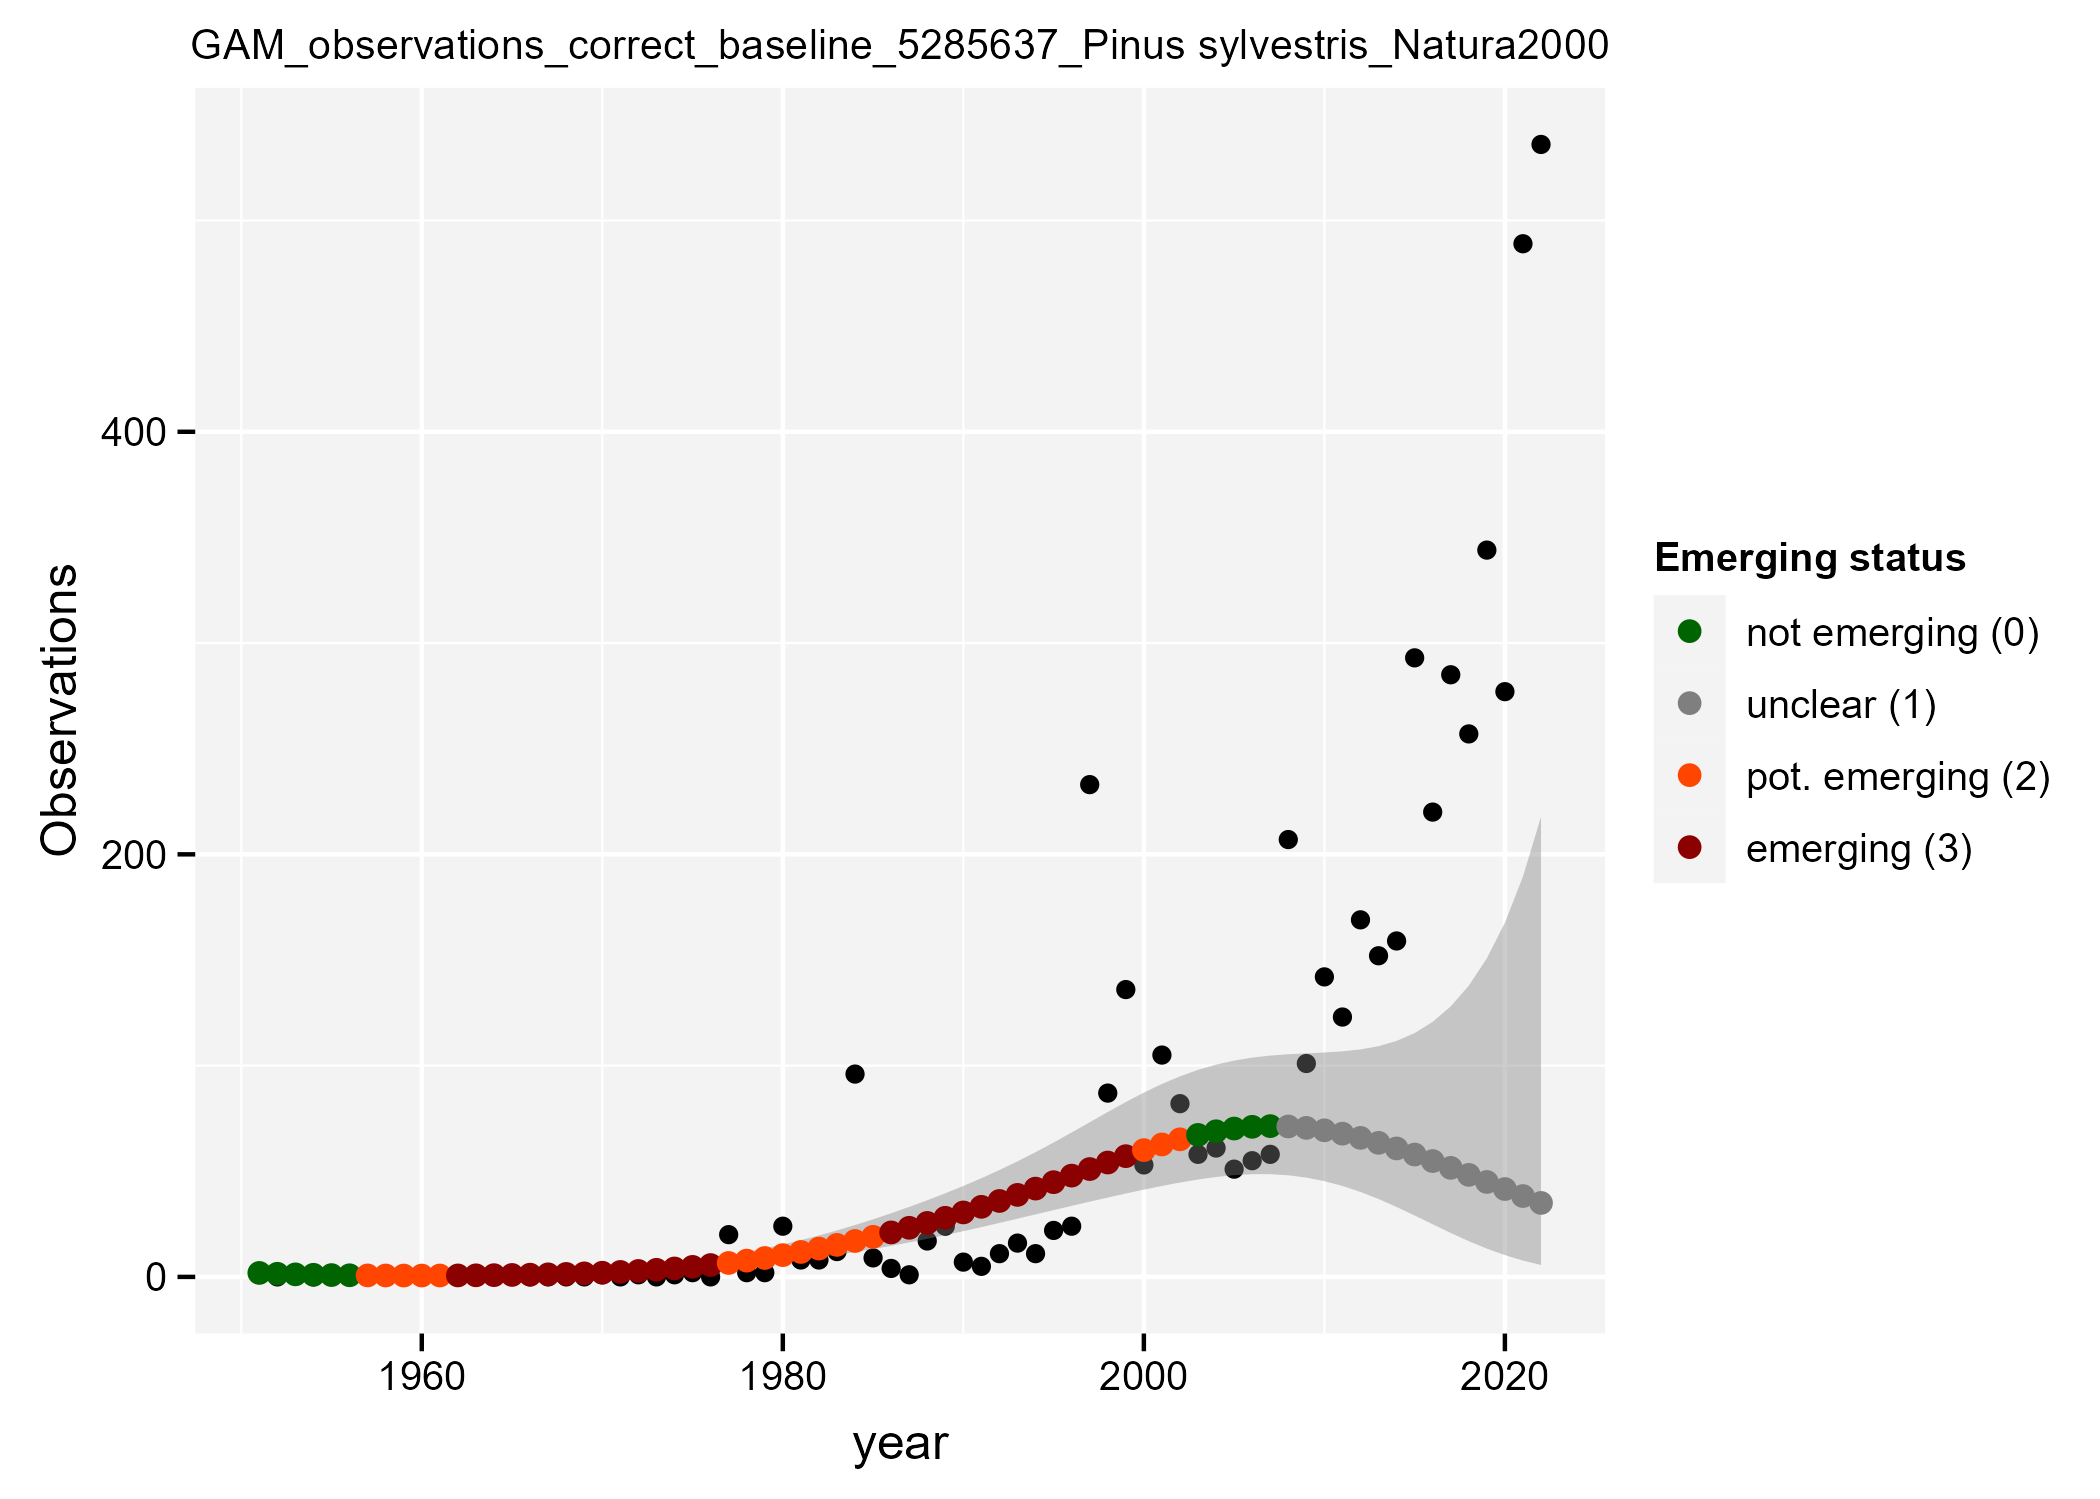 GAM_observations_correct_baseline_5285637_Pinus sylvestris_Natura2000
Observations
400
200
0
1960
1980
2000
2020
year
Emerging status
not emerging (0)
unclear (1)
pot. emerging (2)
emerging (3)